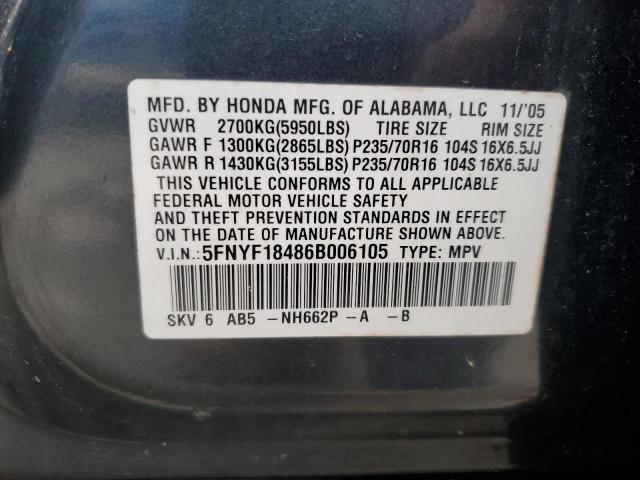 MFD. BY HONDA MFG. OF ALABAMA, LLC 11/'05
GVWR 2700KG(5950LBS) TIRE SIZE RIM SIZE
GAWR F 1300KG(2865LBS) P235/70R16 104S 16X6.5JJ
GAWR R 1430KG(3155LBS) P235/70R16 104S 16X6.5JJ
THIS VEHICLE CONFORMS TO ALL APPLICABLE
FEDERAL MOTOR VEHICLE SAFETY
AND THEFT PREVENTION STANDARDS IN EFFECT
ON THE DATE OF MANUFACTURE SHOWN ABOVE.
V.I.N.: 5FNYF18486B006105 TYPE: MPV
SKV 6 AB5 -NH662P -A -B